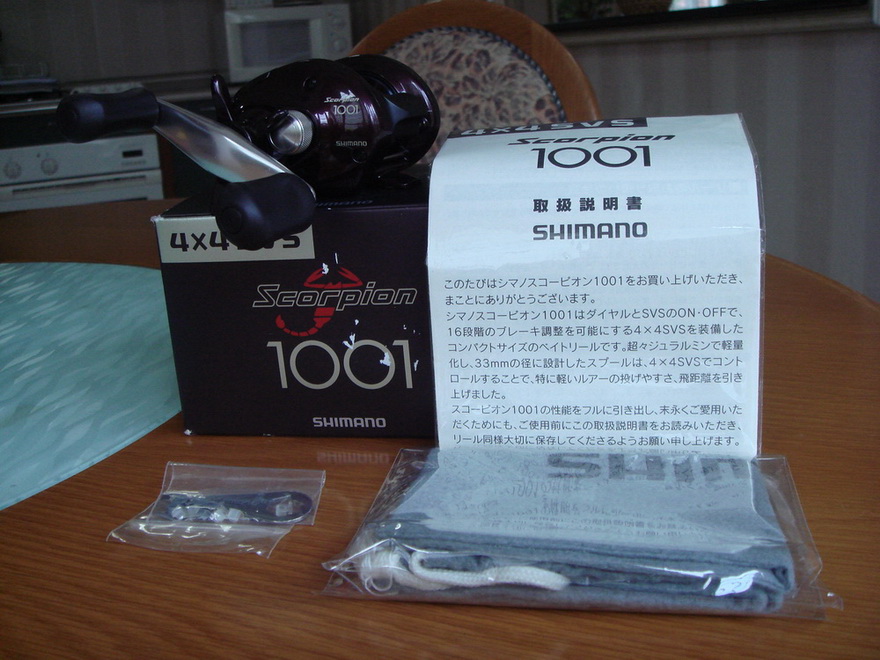 Scorpion
1001
SHIMANO
SHIMANO
4×4SVS
Scorpion
1001
SHIMANO
4×4SVS
Scorpion
1001
取扱説明書
SHIMANO
このたびはシマノスコーピオン1001をお買い上げいただき、
まことにありがとうございます。
シマノスコーピオン1001はダイヤルとSVSのON・OFFで、
16段階のブレーキ調整を可能にする4×4SVSを装備した
コンパクトサイズのベイトリールです。超々ジュラルミンで軽量
化し、33mmの径に設計したスプールは、4×4SVSでコント
ロールすることで、特に軽いルアーの投げやすさ、飛距離を引き
上げました。
スコーピオン1001の性能をフルに引き出し、末永くご愛用いた
だくためにも、ご使用前にこの取扱説明書をお読みいただき、
リール同様大切に保存してくださるようお願い申し上げます。
SHIM